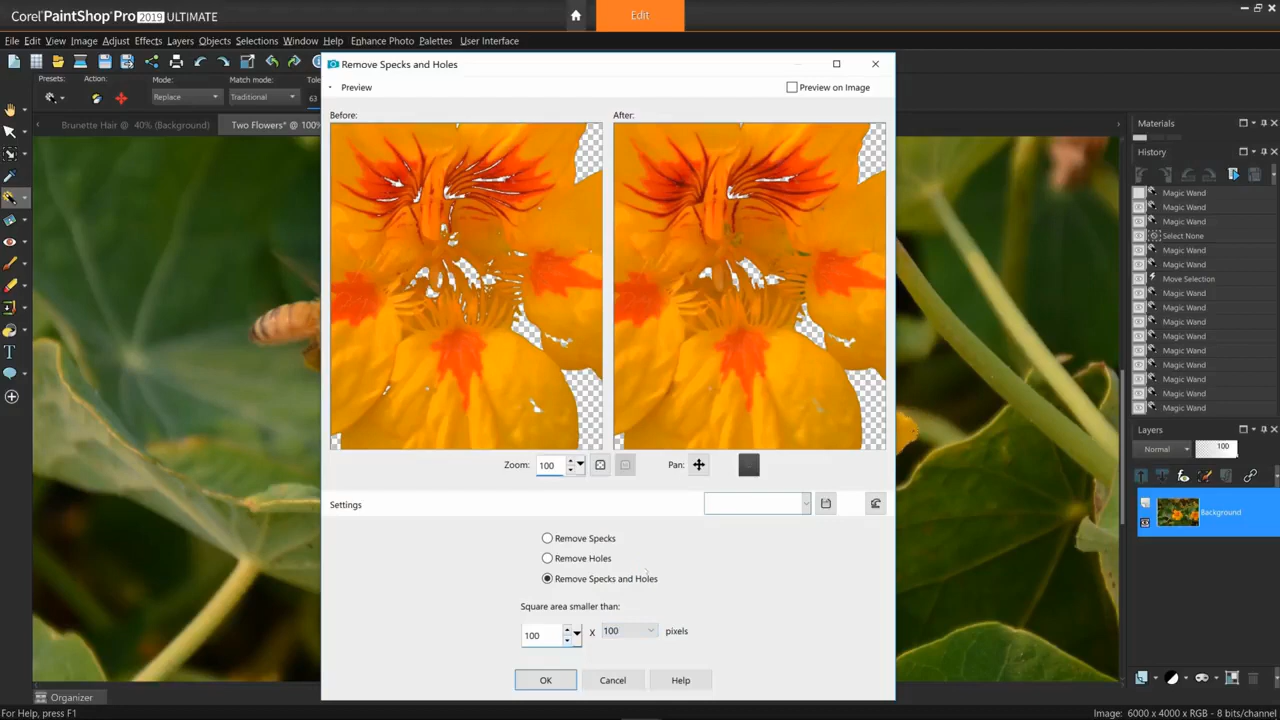 Corel® PaintShop® Pro 2019 ULTIMATE
Edit
File Edit View Image Adjust Effects Layers Objects Selections Window Help Enhance Photo Palettes User Interface
Presets: Action: Mode: Match mode: Tole
Replace Traditional 63
Brunette Hair @ 40% (Background) Two Flowers* @ 100%
Remove Specks and Holes
Preview
Preview on Image
Before: After:
Zoom: 100 Pan:
Settings
Remove Specks
Remove Holes
Remove Specks and Holes
Square area smaller than:
100 X 100 pixels
OK Cancel Help
Materials
History
Magic Wand
Magic Wand
Magic Wand
Select None
Magic Wand
Magic Wand
Move Selection
Magic Wand
Magic Wand
Magic Wand
Magic Wand
Magic Wand
Magic Wand
Magic Wand
Magic Wand
Magic Wand
Layers
Normal 100
Background
Organizer
For Help, press F1
Image: 6000 x 4000 x RGB - 8 bits/channel